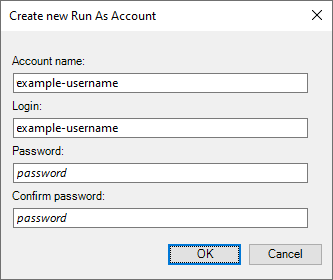 Create new Run As Account
Account name:
example-username
Login:
example-username
Password:
password
Confirm password:
password
OK
Cancel